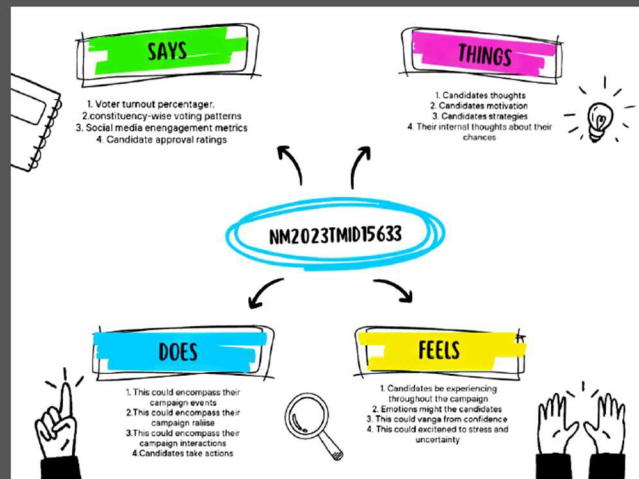 SAYS
1. Voter turnout percentager.
2.constituency-wise voting patterns
3. Social media enengagement metrics
4. Candidate approval ratings
THINGS
1. Candidates thoughts
2. Candidates motivation
3. Candidates strategies
4. Their internal thoughts about their
chances
NM2023TMID15633
DOES
1. This could encompass their
campaign events
2.This could encompass their
campaign raliise
3.This could encompass their
campaign interactions
4.Candidates take actions
FEELS
1. Candidates be experiencing
throughout the campaign
2. Emotions might the candidates
3. This could vanga from confidence
4. This could excitened to stress and
uncertainty